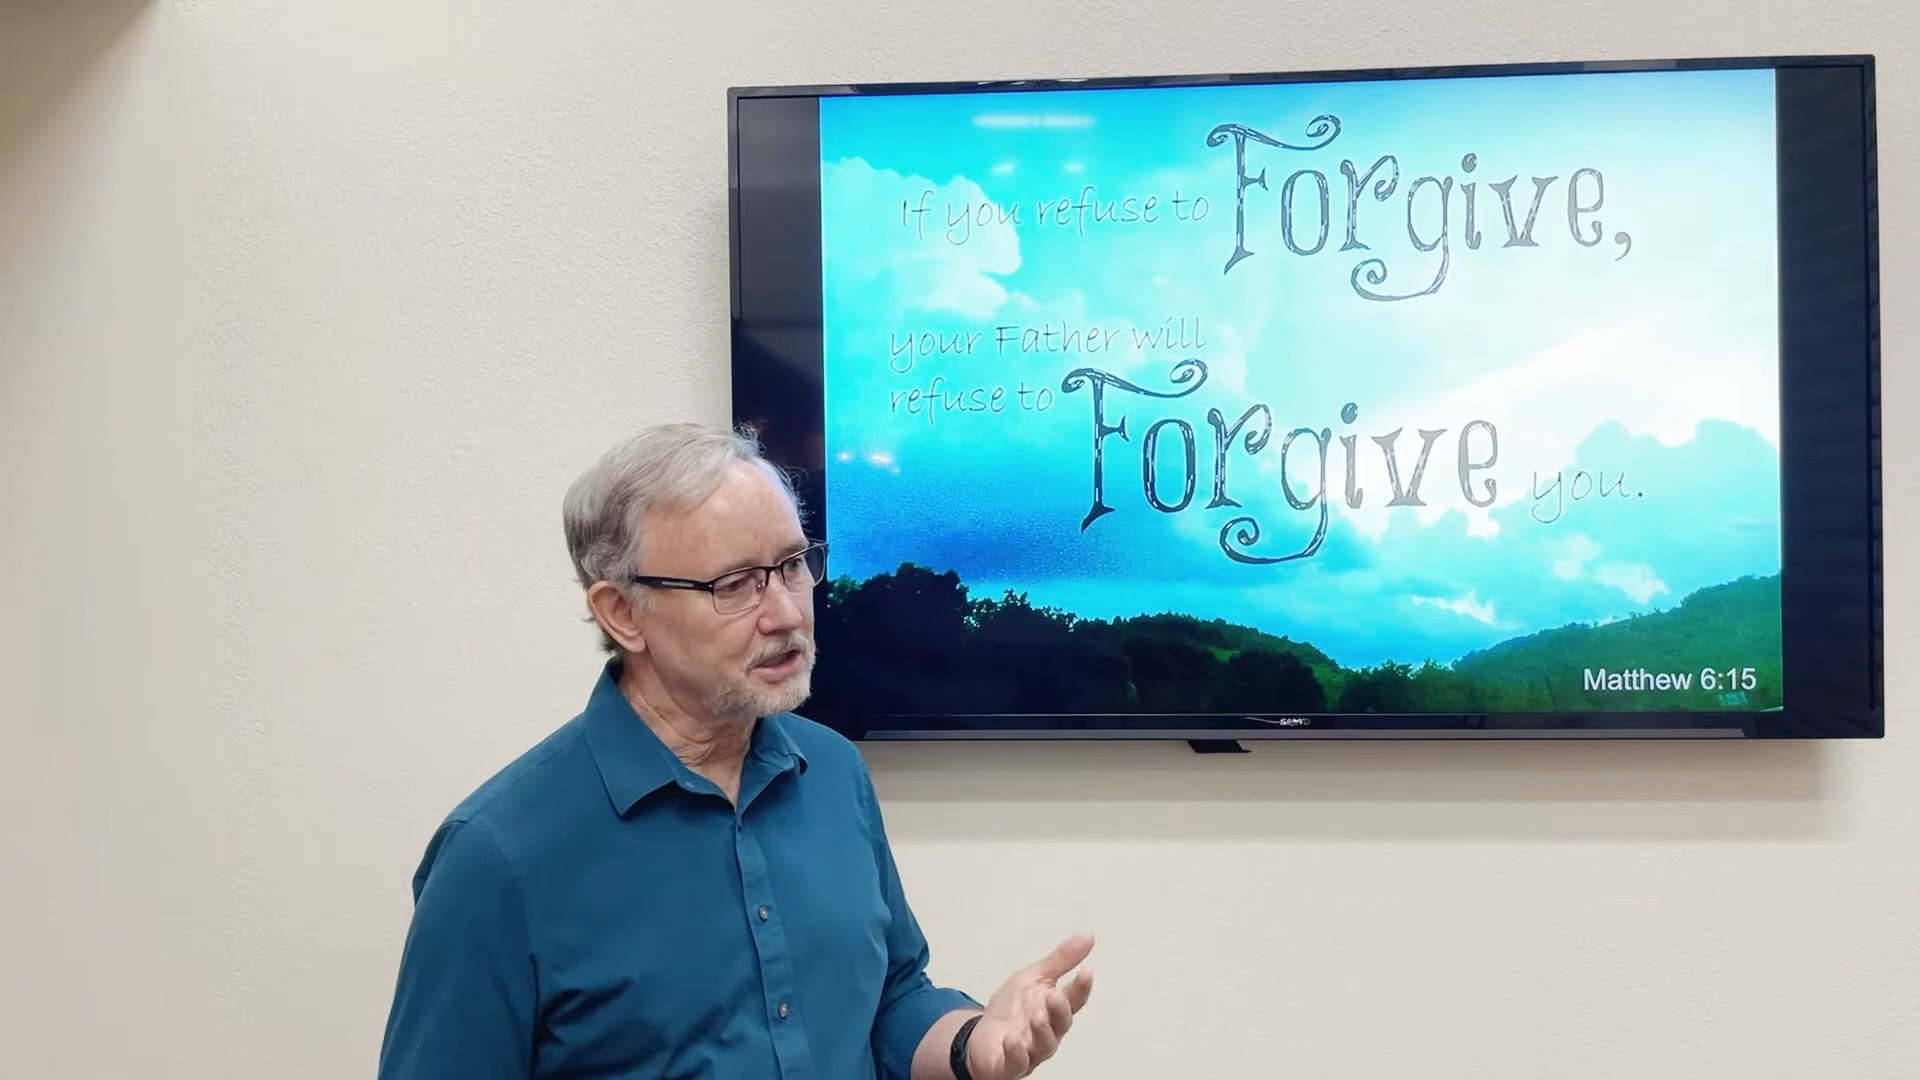 If you refuse to Forgive,
your Father will
refuse to Forgive you.
Matthew 6:15